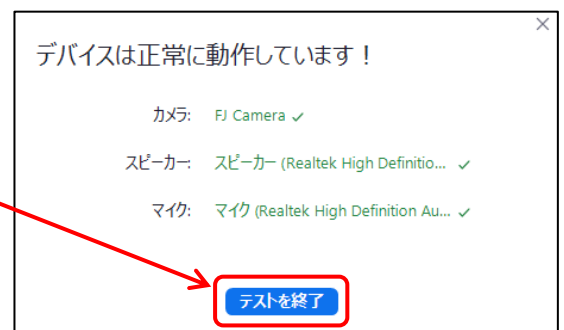 デバイスは正常に動作しています！
カメラ: FJ Camera ✓
スピーカー: スピーカー (Realtek High Definitio... ✓
マイク: マイク (Realtek High Definition Au... ✓
テストを終了